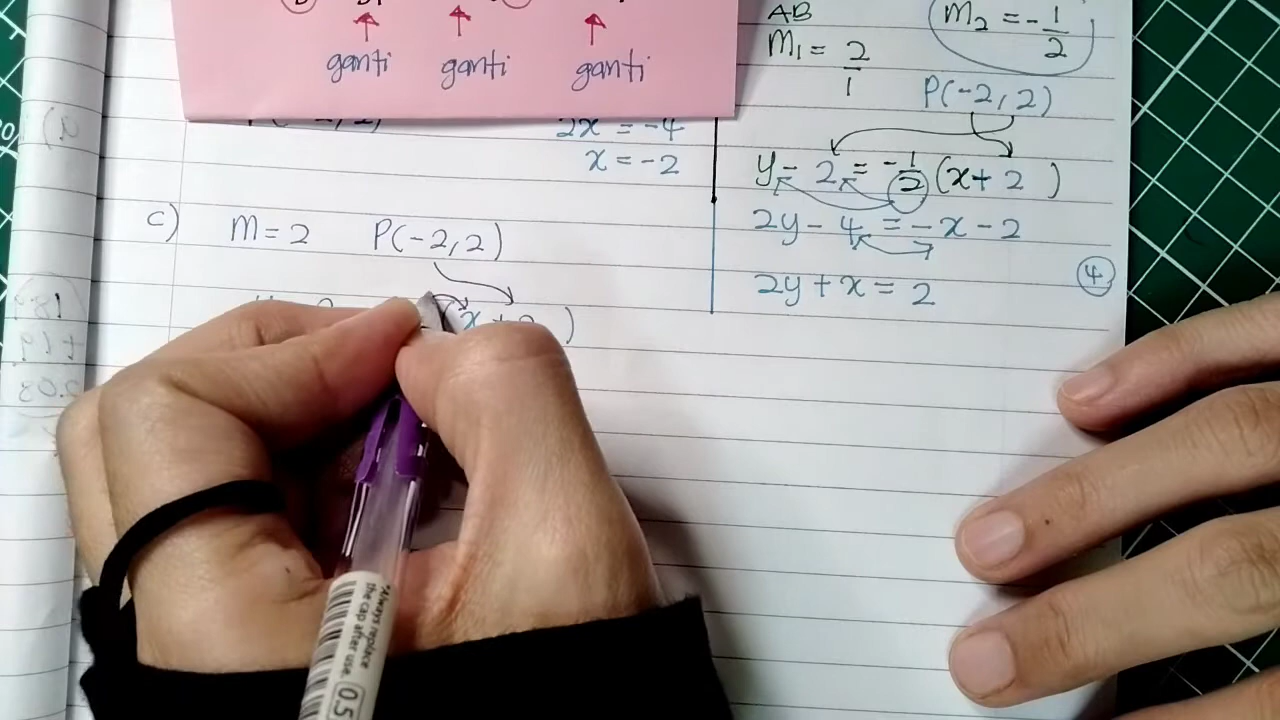 ganti ganti ganti
2x = -4
x = -2
c) m = 2 P(-2, 2)
AB
m₁ = 2/1
m₂ = -1/2
P(-2, 2)
y - 2 = -1/2 (x + 2 )
2y - 4 = -x - 2
2y + x = 2
4
*Always replace
the cap after use.
0.5